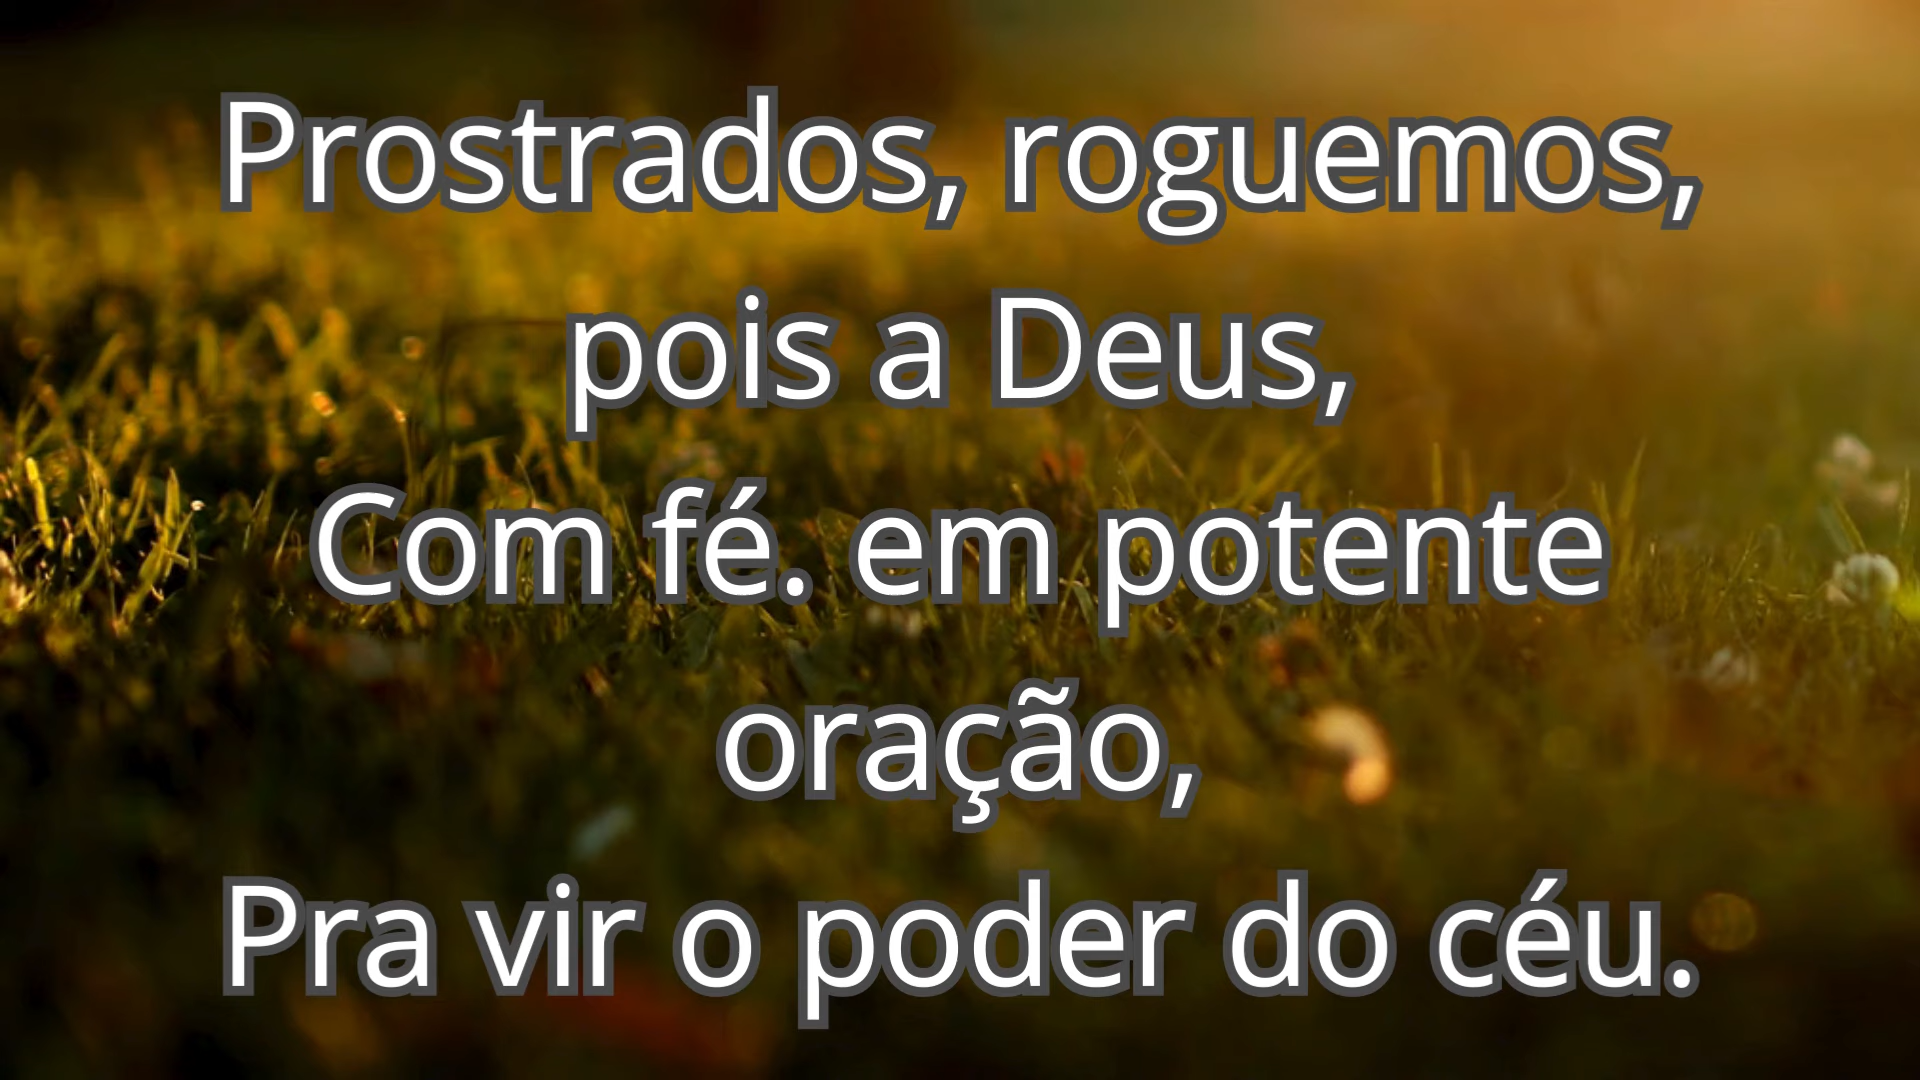 Prostrados, roguemos,
pois a Deus,
Com fé. em potente
oração,
Pra vir o poder do céu.